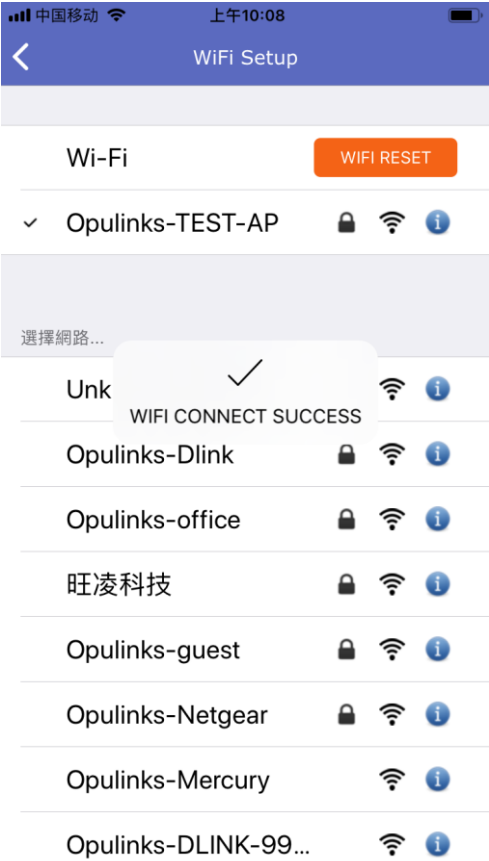 中国移动 上午10:08
WiFi Setup
Wi-Fi WIFI RESET
Opulinks-TEST-AP
選擇網路...
Unk
WIFI CONNECT SUCCESS
Opulinks-Dlink
Opulinks-office
旺凌科技
Opulinks-guest
Opulinks-Netgear
Opulinks-Mercury
Opulinks-DLINK-99...